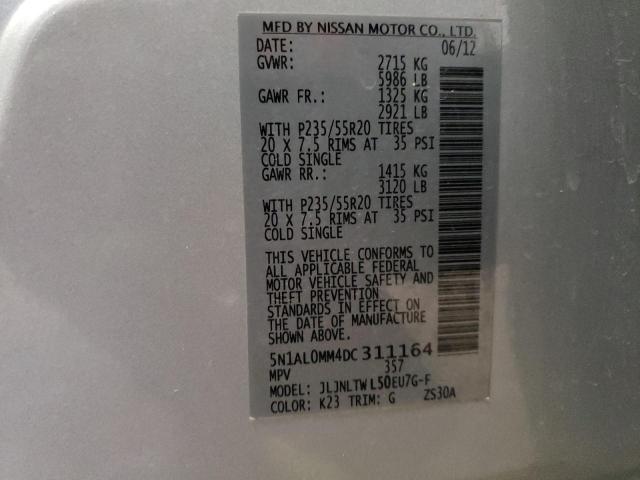 MFD BY NISSAN MOTOR CO., LTD.
DATE: 06/12
GVWR: 2715 KG
5986 LB
GAWR FR.: 1325 KG
2921 LB
WITH P235/55R20 TIRES
20 X 7.5 RIMS AT 35 PSI
COLD SINGLE
GAWR RR.: 1415 KG
3120 LB
WITH P235/55R20 TIRES
20 X 7.5 RIMS AT 35 PSI
COLD SINGLE
THIS VEHICLE CONFORMS TO
ALL APPLICABLE FEDERAL
MOTOR VEHICLE SAFETY AND
THEFT PREVENTION
STANDARDS IN EFFECT ON
THE DATE OF MANUFACTURE
SHOWN ABOVE.
5N1AL0MM4DC311164
MPV 357
MODEL: JLJNLTWL50EU7G-F
COLOR: K23 TRIM: G ZS30A